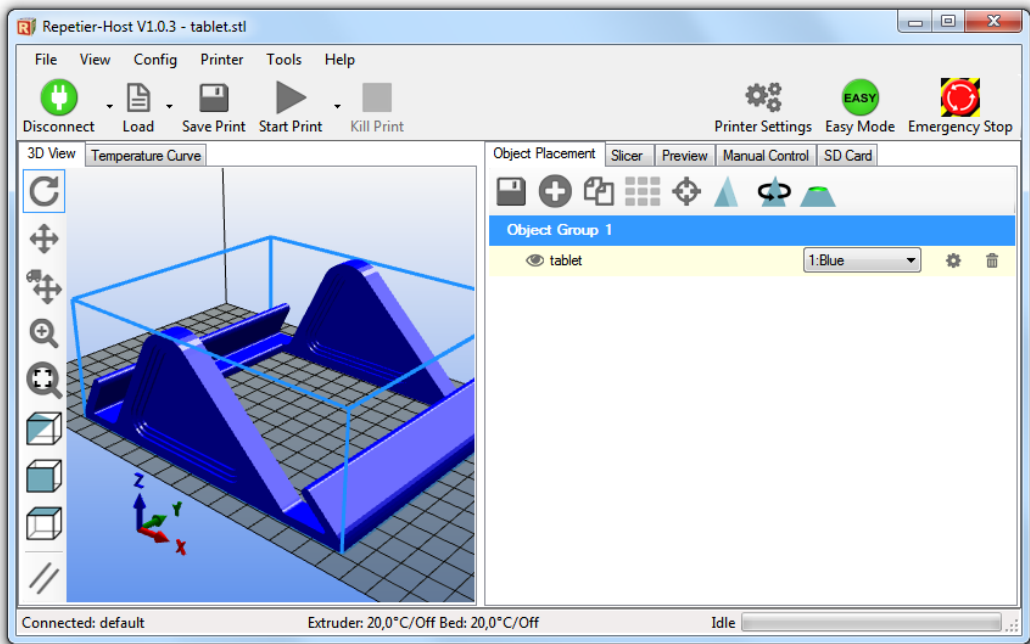 Repetier-Host V1.0.3 - tablet.stl
File View Config Printer Tools Help
EASY
Disconnect Load Save Print Start Print Kill Print Printer Settings Easy Mode Emergency Stop
3D View Temperature Curve Object Placement Slicer Preview Manual Control SD Card
Object Group 1
tablet 1:Blue
Z
Y
X
Connected: default Extruder: 20,0°C/Off Bed: 20,0°C/Off Idle